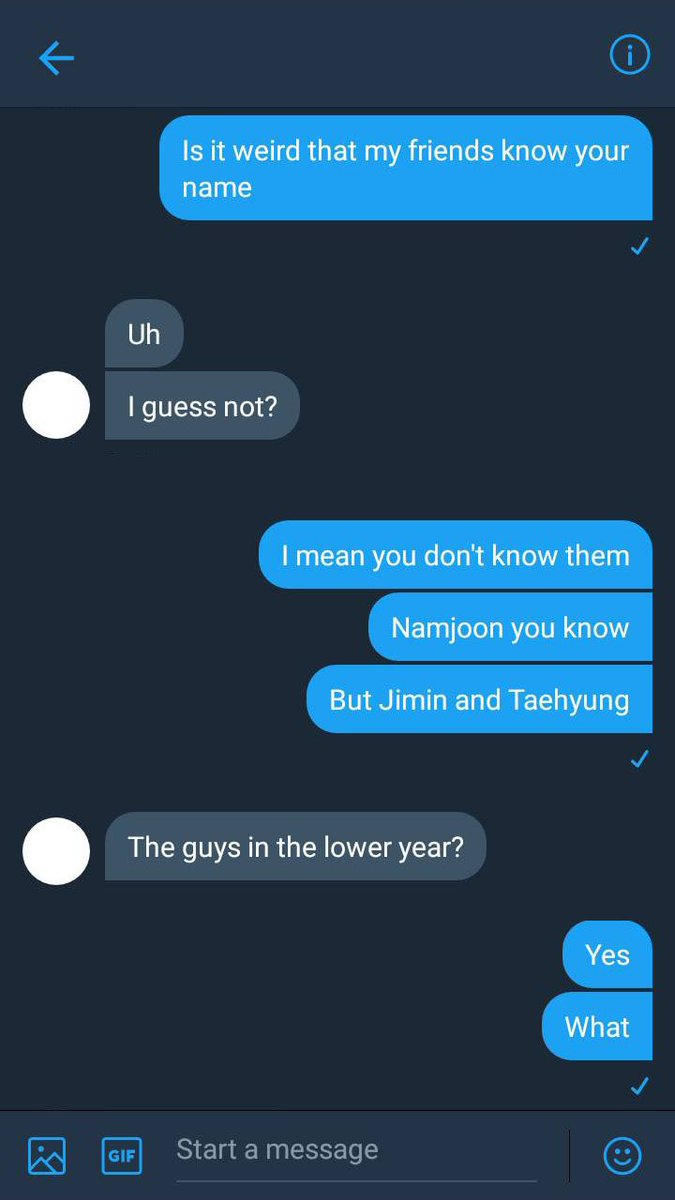 Is it weird that my friends know your
name
Uh
I guess not?
I mean you don't know them
Namjoon you know
But Jimin and Taehyung
The guys in the lower year?
Yes
What
GIF
Start a message